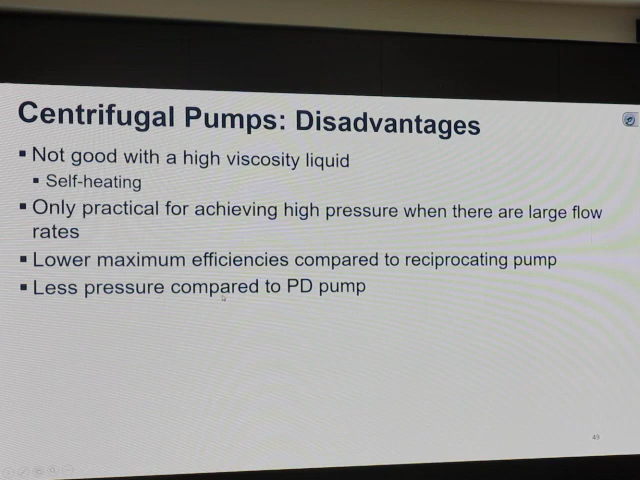 Centrifugal Pumps: Disadvantages
▪ Not good with a high viscosity liquid
▪ Self-heating
▪ Only practical for achieving high pressure when there are large flow
rates
▪ Lower maximum efficiencies compared to reciprocating pump
▪ Less pressure compared to PD pump
49